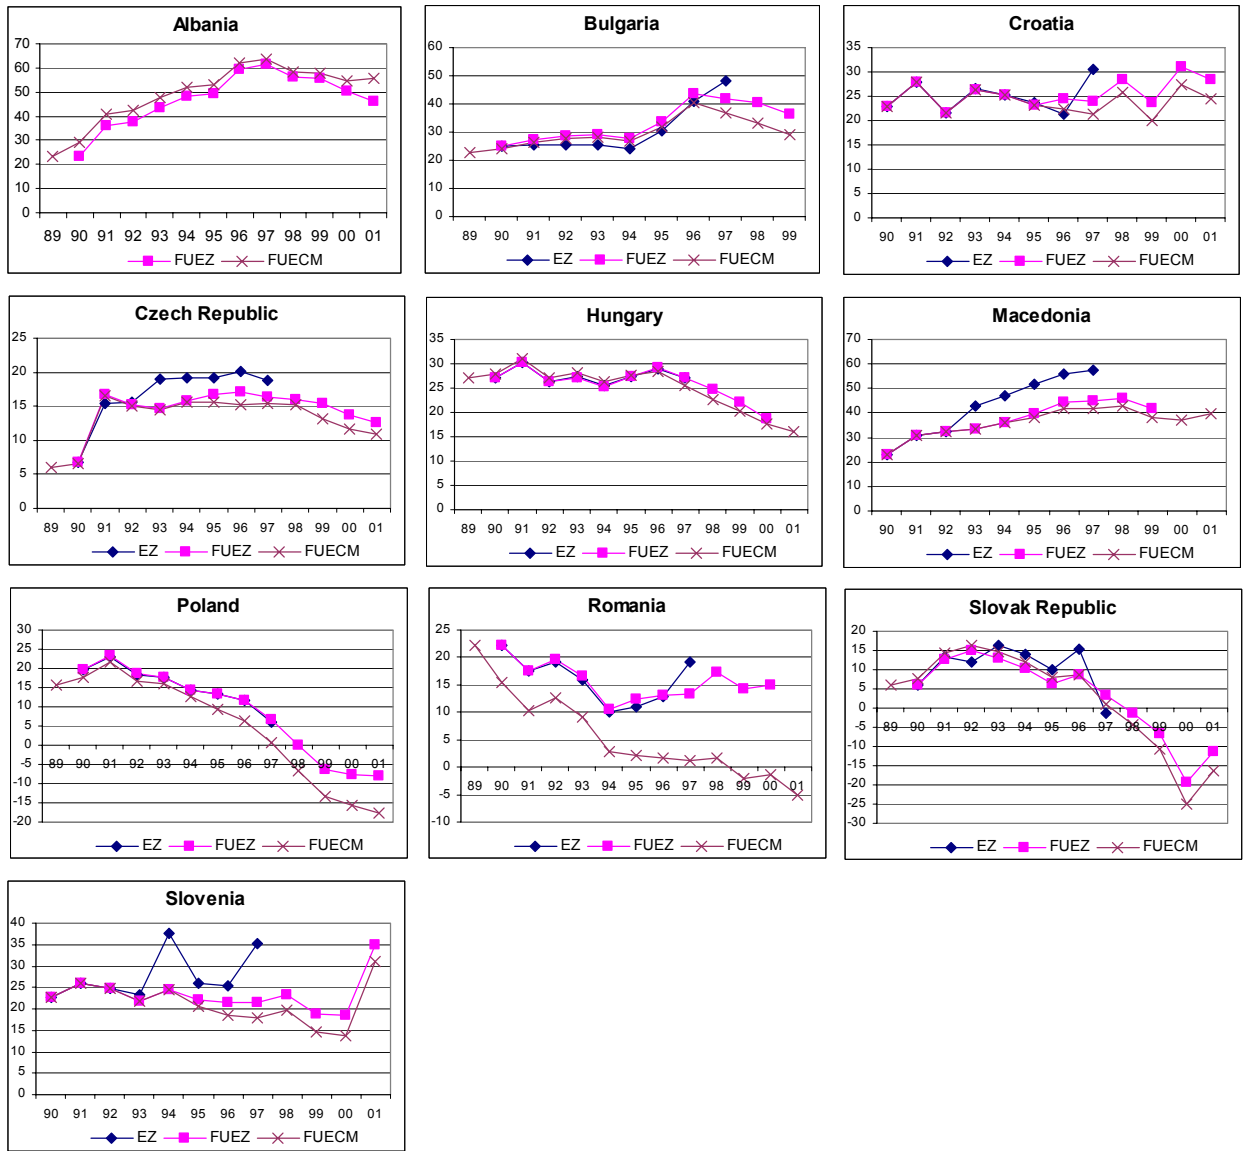 Albania
70
60
50
40
30
20
10
0
89 90 91 92 93 94 95 96 97 98 99 00 01
FUEZ FUECM
Bulgaria
60
50
40
30
20
10
0
89 90 91 92 93 94 95 96 97 98 99
EZ FUEZ FUECM
Croatia
35
30
25
20
15
10
5
0
90 91 92 93 94 95 96 97 98 99 00 01
EZ FUEZ FUECM
Czech Republic
25
20
15
10
5
0
89 90 91 92 93 94 95 96 97 98 99 00 01
EZ FUEZ FUECM
Hungary
35
30
25
20
15
10
5
0
89 90 91 92 93 94 95 96 97 98 99 00 01
EZ FUEZ FUECM
Macedonia
70
60
50
40
30
20
10
0
90 91 92 93 94 95 96 97 98 99 00 01
EZ FUEZ FUECM
Poland
30
25
20
15
10
5
0
-5
-10
-15
-20
89 90 91 92 93 94 95 96 97 98 99 00 01
EZ FUEZ FUECM
Romania
25
20
15
10
5
0
-5
-10
89 90 91 92 93 94 95 96 97 98 99 00 01
EZ FUEZ FUECM
Slovak Republic
20
15
10
5
0
-5
-10
-15
-20
-25
-30
89 90 91 92 93 94 95 96 97 98 99 00 01
EZ FUEZ FUECM
Slovenia
40
35
30
25
20
15
10
5
0
90 91 92 93 94 95 96 97 98 99 00 01
EZ FUEZ FUECM